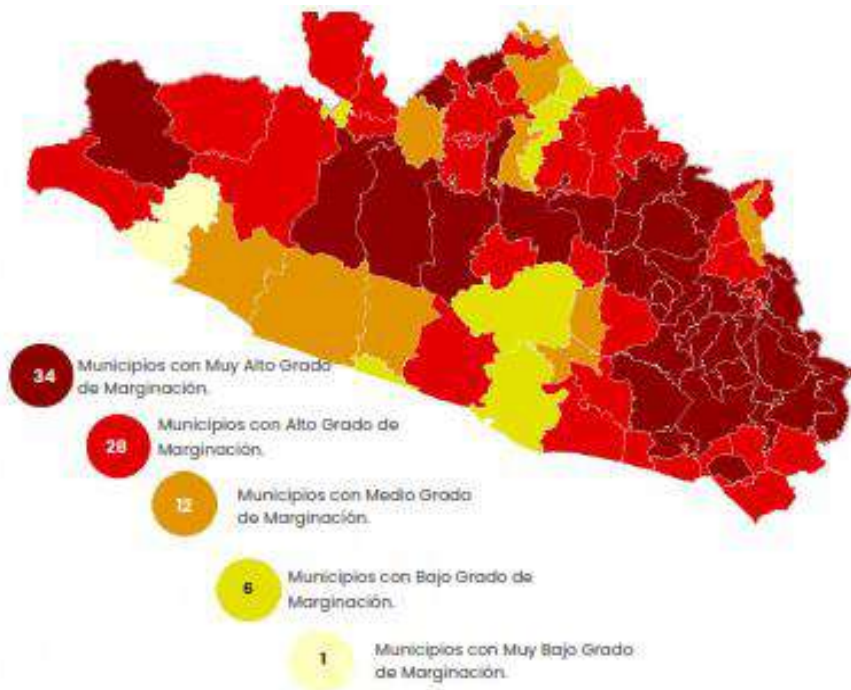 34
Municipios con Muy Alto Grado
de Marginación.
28
Municipios con Alto Grado de
Marginación.
12
Municipios con Medio Grado
de Marginación.
6
Municipios con Bajo Grado de
Marginación.
1
Municipios con Muy Bajo Grado
de Marginación.